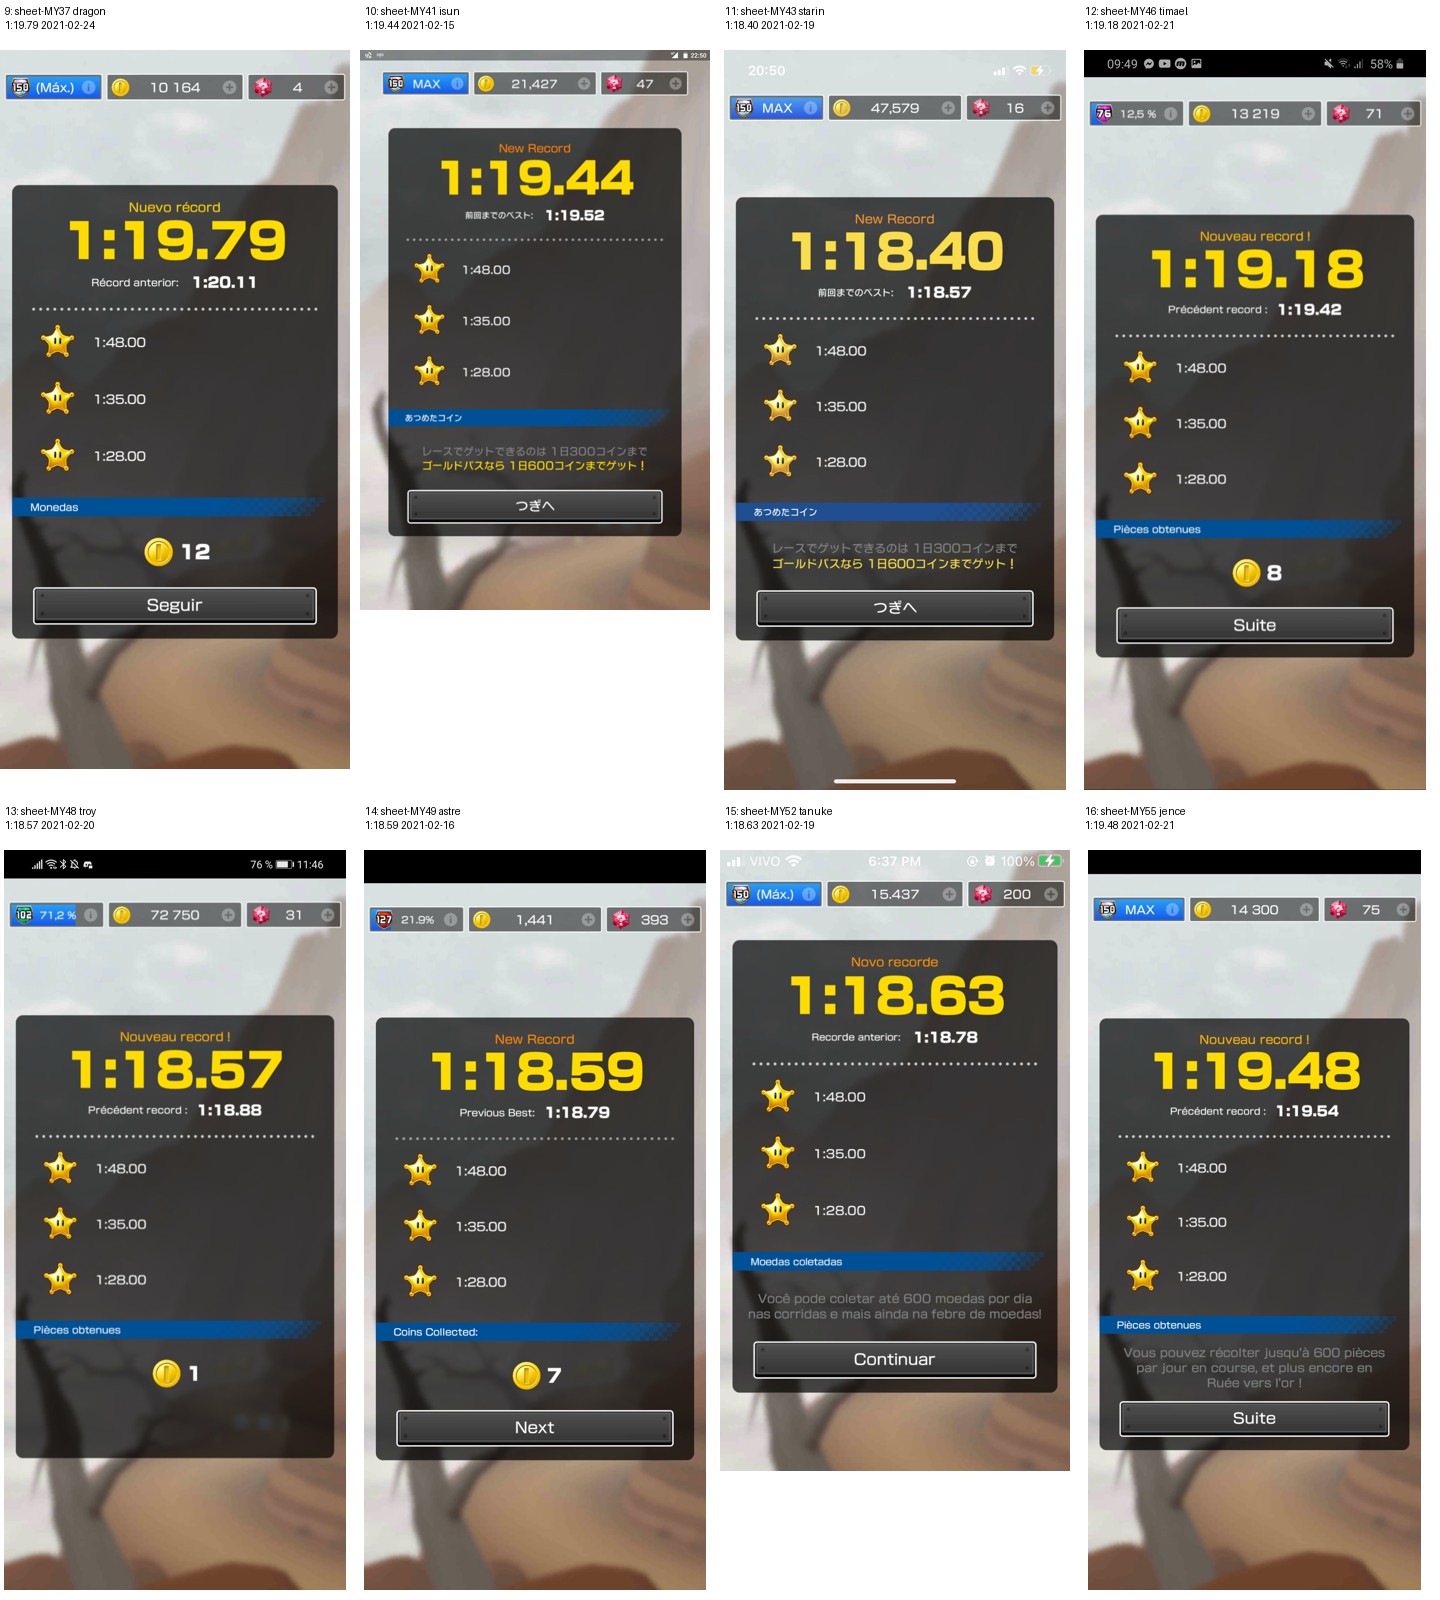 9: sheet-MY37 dragon
1:19.79 2021-02-24
150 (Máx.) i 10 164 4
Nuevo récord
1:19.79
Récord anterior: 1:20.11
1:48.00
1:35.00
1:28.00
Monedas
12
Seguir
10: sheet-MY41 isun
1:19.44 2021-02-15
22:50
150 MAX i 21,427 47
New Record
1:19.44
前回までのベスト: 1:19.52
1:48.00
1:35.00
1:28.00
あつめたコイン
レースでゲットできるのは 1日300コインまで
ゴールドパスなら 1日600コインまでゲット!
つぎへ
11: sheet-MY43 starin
1:18.40 2021-02-19
20:50
150 MAX i 47,579 16
New Record
1:18.40
前回までのベスト: 1:18.57
1:48.00
1:35.00
1:28.00
あつめたコイン
レースでゲットできるのは 1日300コインまで
ゴールドパスなら 1日600コインまでゲット!
つぎへ
12: sheet-MY46 timael
1:19.18 2021-02-21
09:49 58%
76 12,5 % i 13 219 71
Nouveau record !
1:19.18
Précédent record : 1:19.42
1:48.00
1:35.00
1:28.00
Pièces obtenues
8
Suite
13: sheet-MY48 troy
1:18.57 2021-02-20
76 % 11:46
102 71,2 % i 72 750 31
Nouveau record !
1:18.57
Précédent record : 1:18.88
1:48.00
1:35.00
1:28.00
Pièces obtenues
1
14: sheet-MY49 astre
1:18.59 2021-02-16
127 21.9% i 1,441 393
New Record
1:18.59
Previous Best: 1:18.79
1:48.00
1:35.00
1:28.00
Coins Collected:
7
Next
15: sheet-MY52 tanuke
1:18.63 2021-02-19
VIVO 6:37 PM 100%
150 (Máx.) i 15.437 200
Novo recorde
1:18.63
Recorde anterior: 1:18.78
1:48.00
1:35.00
1:28.00
Moedas coletadas
Você pode coletar até 600 moedas por dia
nas corridas e mais ainda na febre de moedas!
Continuar
16: sheet-MY55 jence
1:19.48 2021-02-21
150 MAX i 14 300 75
Nouveau record !
1:19.48
Précédent record : 1:19.54
1:48.00
1:35.00
1:28.00
Pièces obtenues
Vous pouvez récolter jusqu'à 600 pièces
par jour en course, et plus encore en
Ruée vers l'or !
Suite